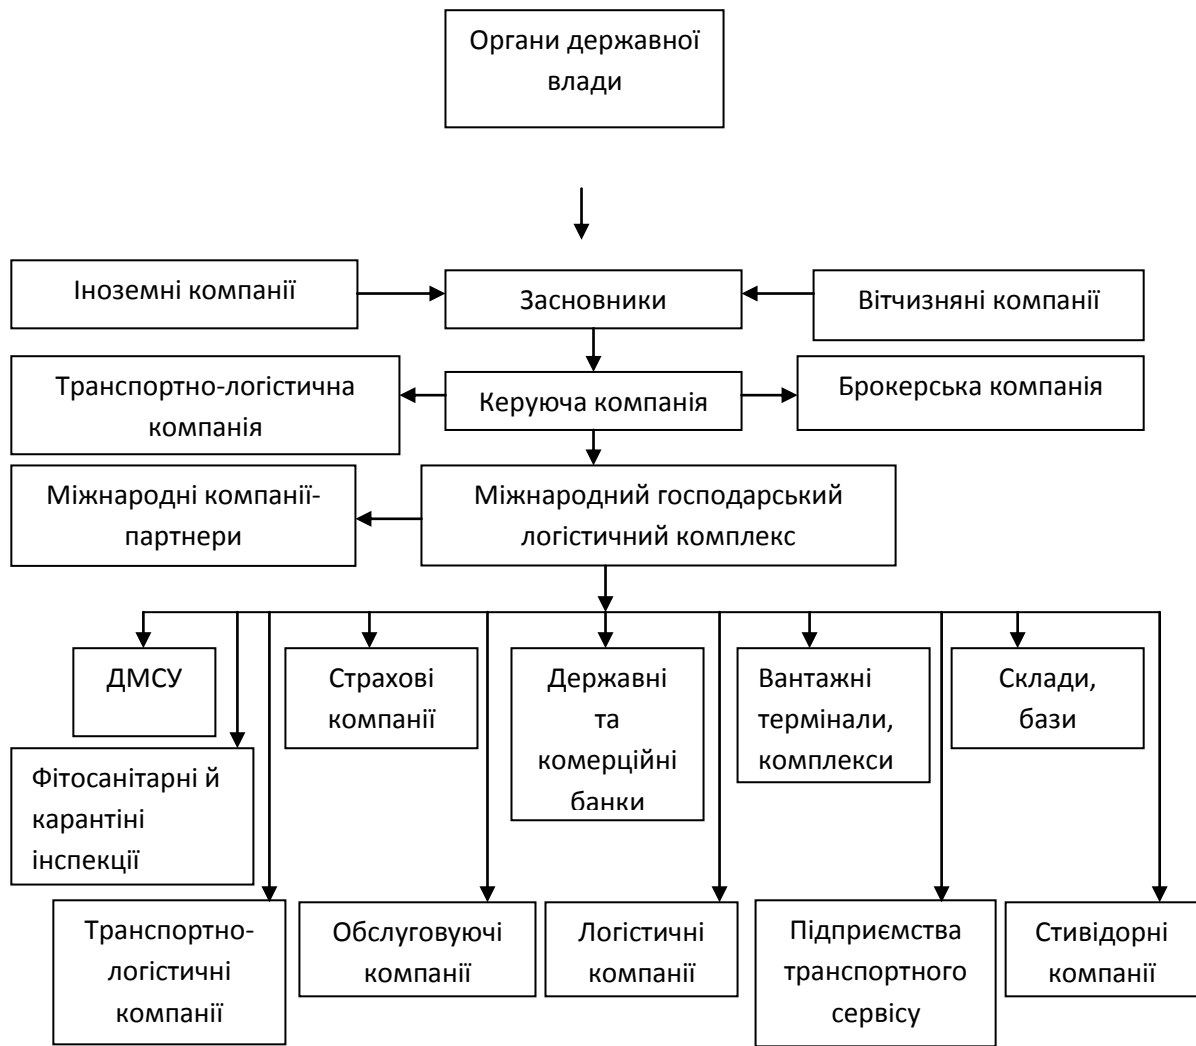 Органи державної
влади
Іноземні компанії
Засновники
Вітчизняні компанії
Транспортно-логістична
компанія
Керуюча компанія
Брокерська компанія
Міжнародні компанії-
партнери
Міжнародний господарський
логістичний комплекс
ДМСУ
Страхові
компанії
Державні
та
комерційні
банки
Вантажні
термінали,
комплекси
Склади,
бази
Фітосанітарні й
карантіні
інспекції
Транспортно-
логістичні
компанії
Обслуговуючі
компанії
Логістичні
компанії
Підприємства
транспортного
сервісу
Стивідорні
компанії